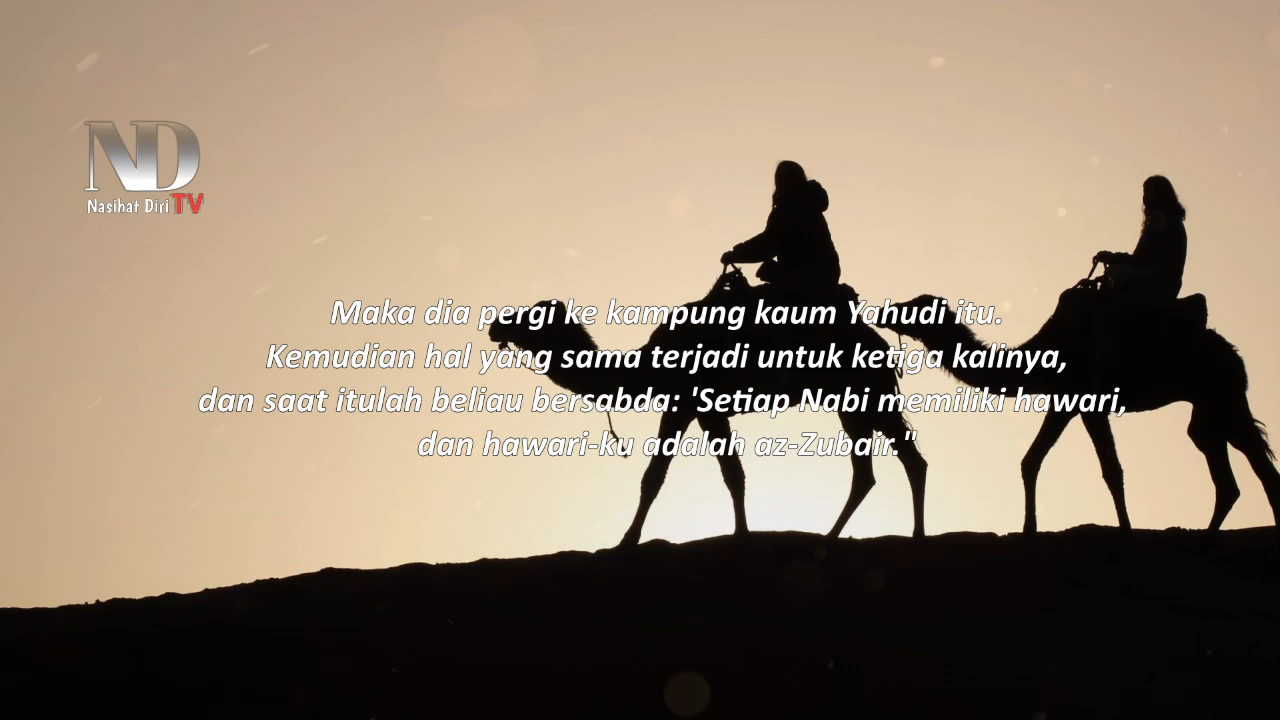 ND
Nasihat Diri TV
Maka dia pergi ke kampung kaum Yahudi itu.
Kemudian hal yang sama terjadi untuk ketiga kalinya,
dan saat itulah beliau bersabda: 'Setiap Nabi memiliki hawari,
dan hawari-ku adalah az-Zubair."